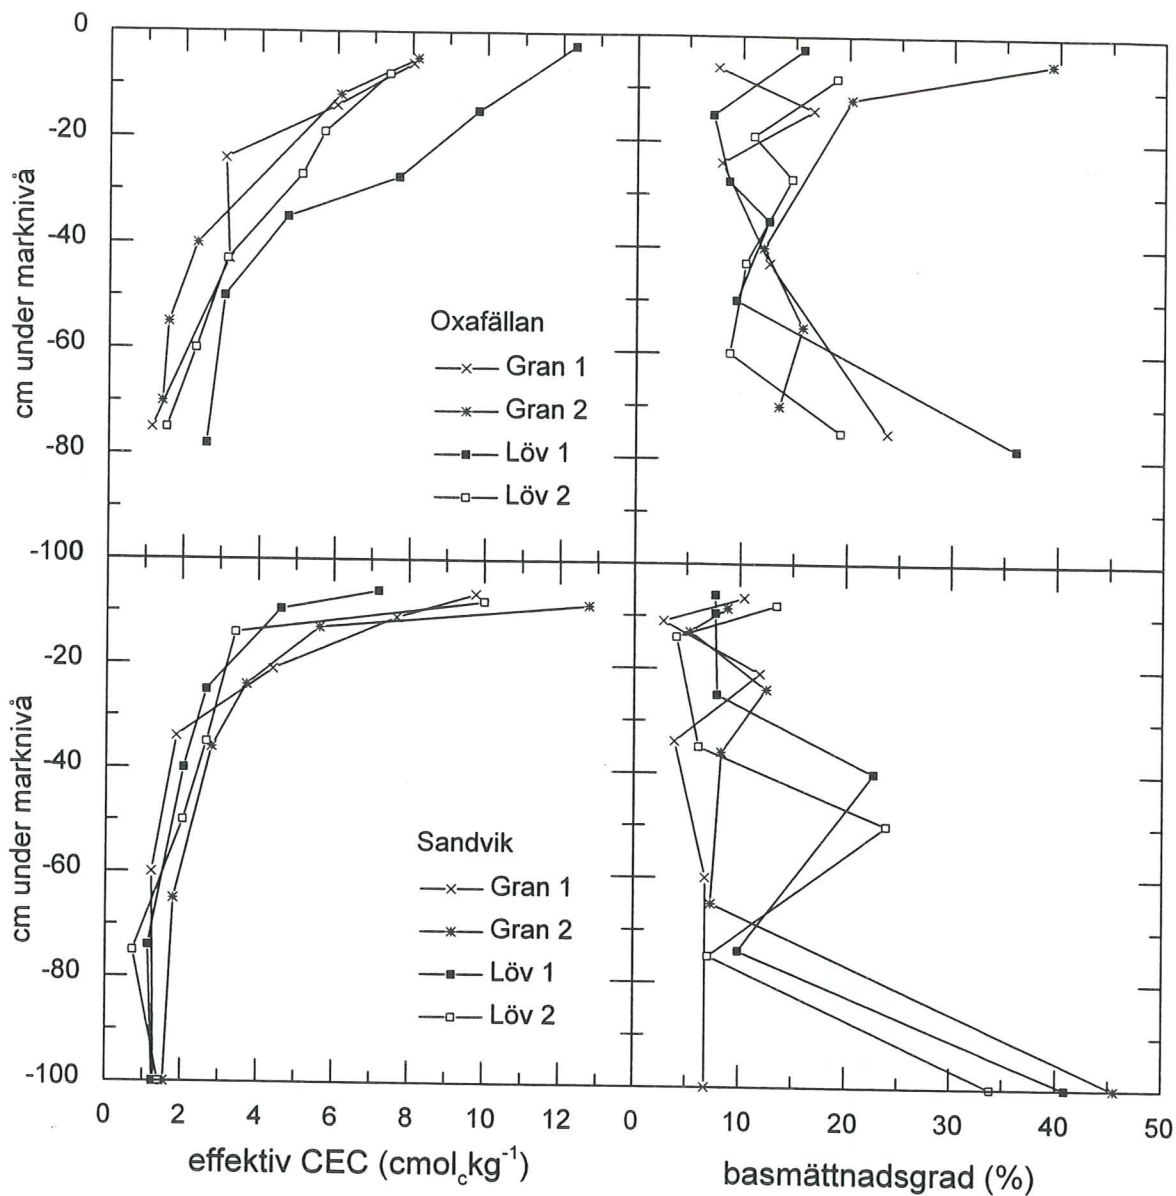 0
-20
-40
-60
-80
-100
cm under marknivå
Oxafällan
Gran 1
Gran 2
Löv 1
Löv 2
-20
-40
-60
-80
-100
cm under marknivå
Sandvik
Gran 1
Gran 2
Löv 1
Löv 2
0 2 4 6 8 10 12
0 10 20 30 40 50
effektiv CEC (cmol_ckg^-1)
basmättnadsgrad (%)